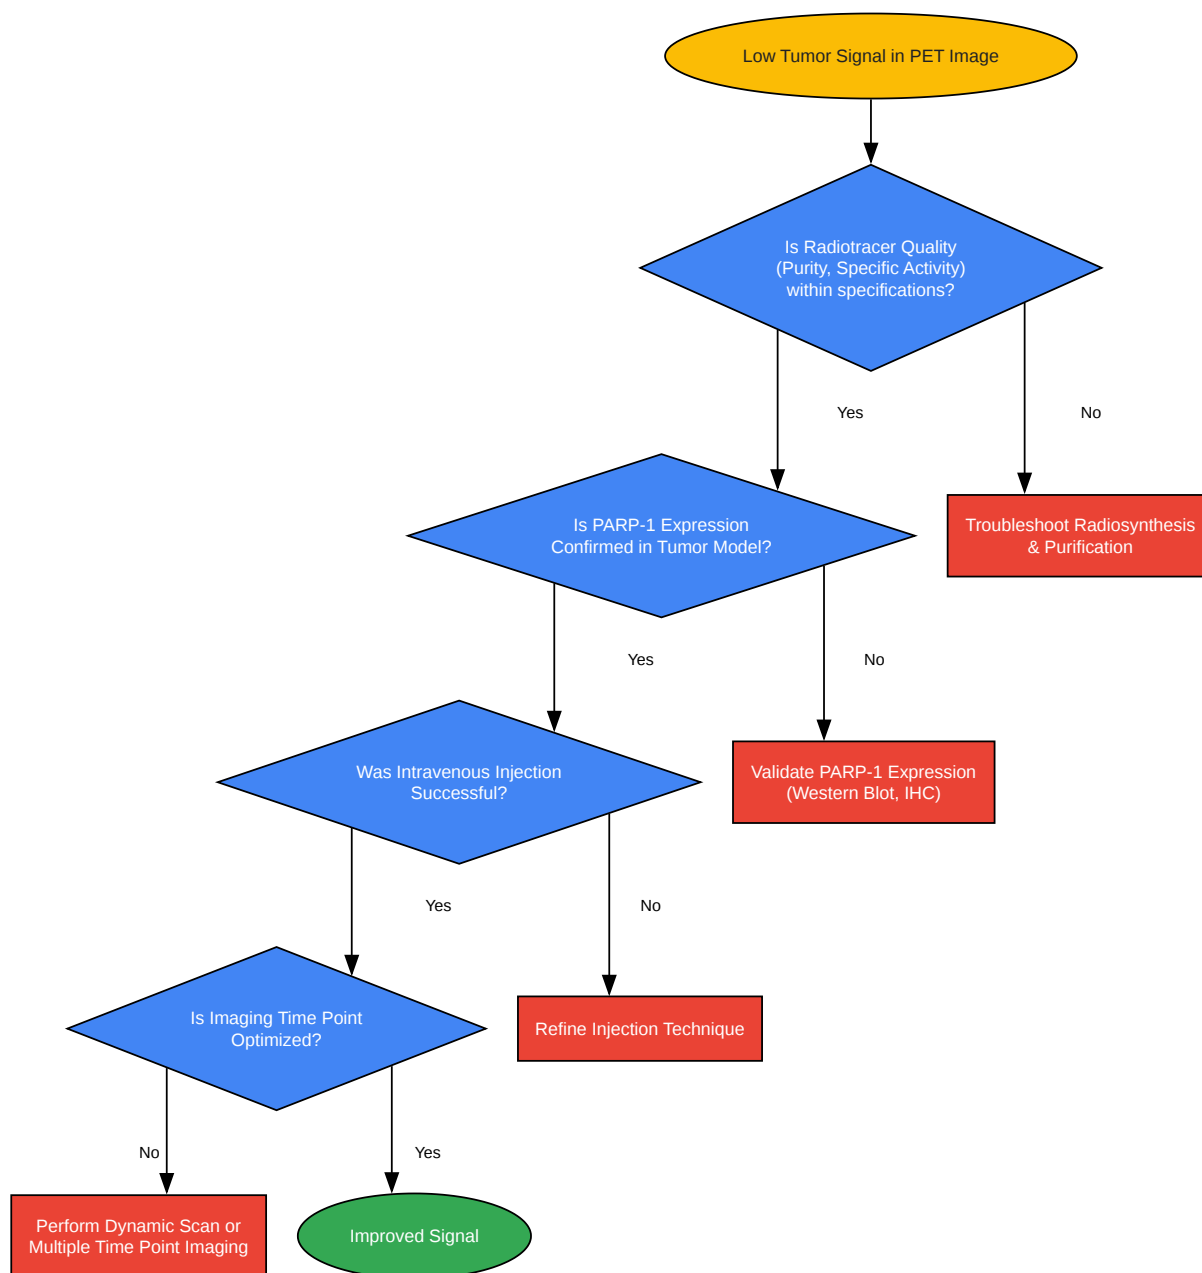 Low Tumor Signal in PET Image
Is Radiotracer Quality
(Purity, Specific Activity)
within specifications?
Yes
No
Is PARP-1 Expression
Confirmed in Tumor Model?
Troubleshoot Radiosynthesis
& Purification
Yes
No
Was Intravenous Injection
Successful?
Validate PARP-1 Expression
(Western Blot, IHC)
Yes
No
Is Imaging Time Point
Optimized?
Refine Injection Technique
No
Yes
Perform Dynamic Scan or
Multiple Time Point Imaging
Improved Signal